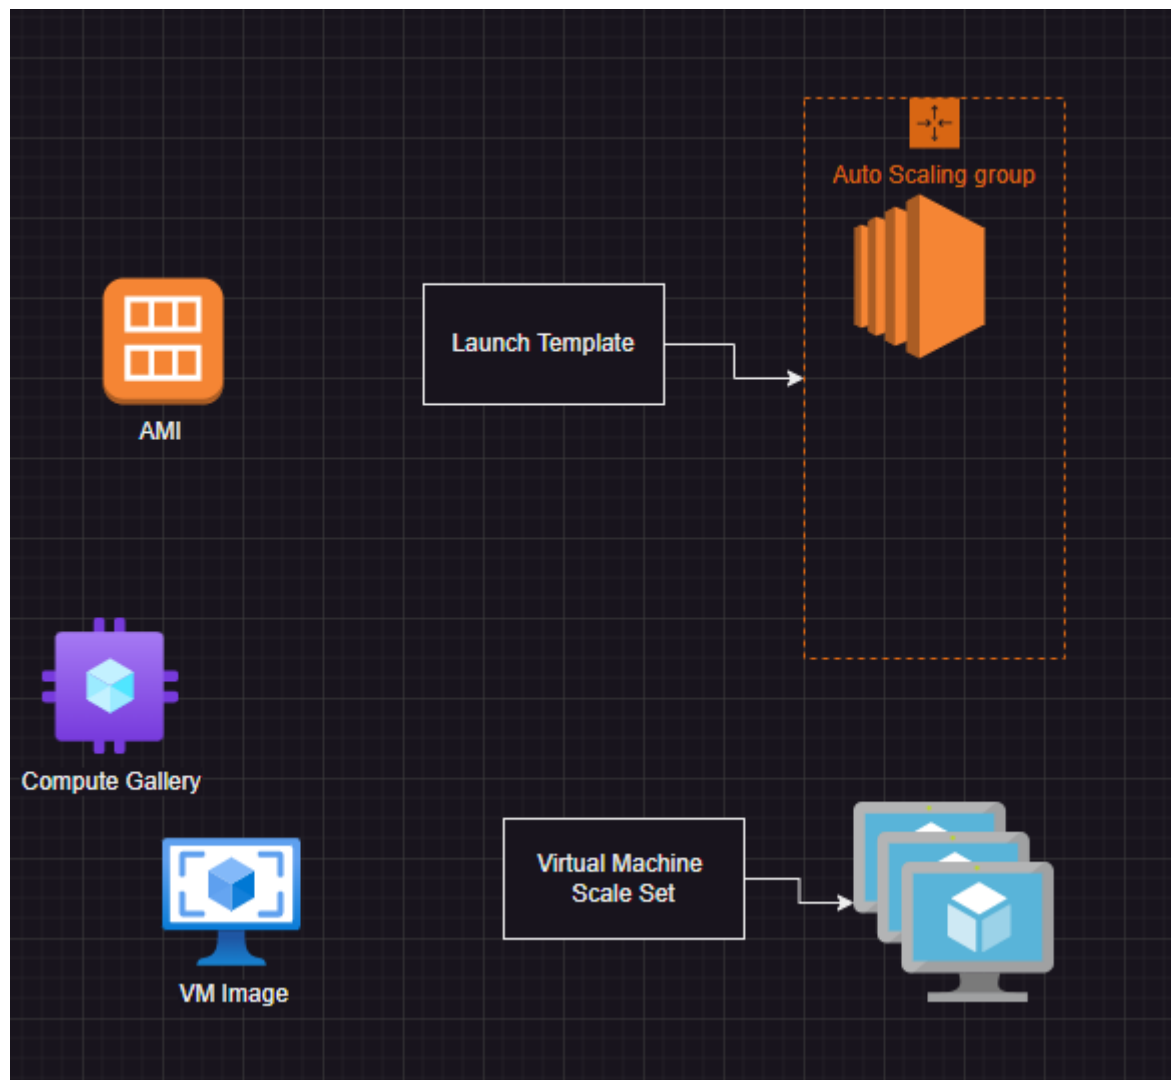 Auto Scaling group
Launch Template
AMI
Compute Gallery
Virtual Machine
Scale Set
VM Image